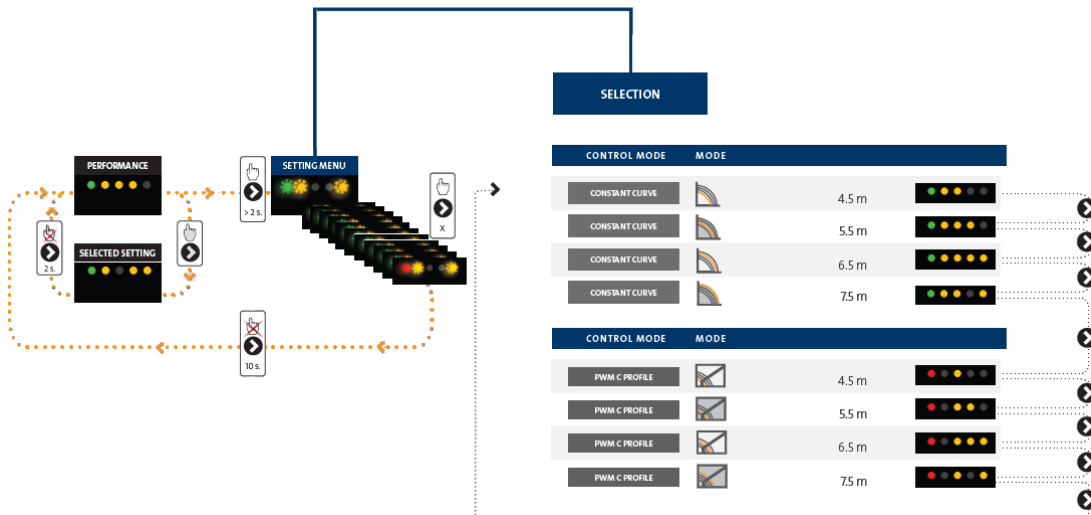 SELECTION
PERFORMANCE
SELECTED SETTING
2 s.
> 2 s.
SETTING MENU
X
10 s.
CONTROL MODE MODE
CONSTANT CURVE 4.5 m
CONSTANT CURVE 5.5 m
CONSTANT CURVE 6.5 m
CONSTANT CURVE 7.5 m
CONTROL MODE MODE
PWM C PROFILE 4.5 m
PWM C PROFILE 5.5 m
PWM C PROFILE 6.5 m
PWM C PROFILE 7.5 m